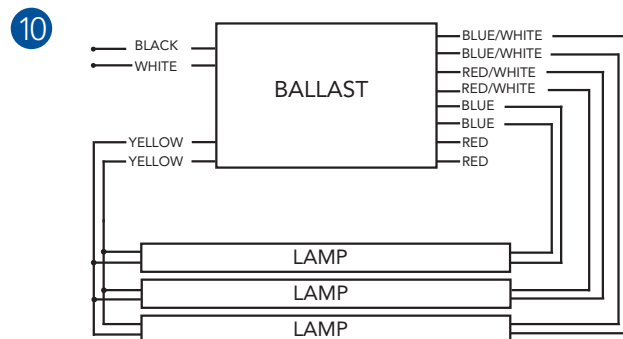 10
BLACK
WHITE
YELLOW
YELLOW
BALLAST
BLUE/WHITE
BLUE/WHITE
RED/WHITE
RED/WHITE
BLUE
BLUE
RED
RED
LAMP
LAMP
LAMP